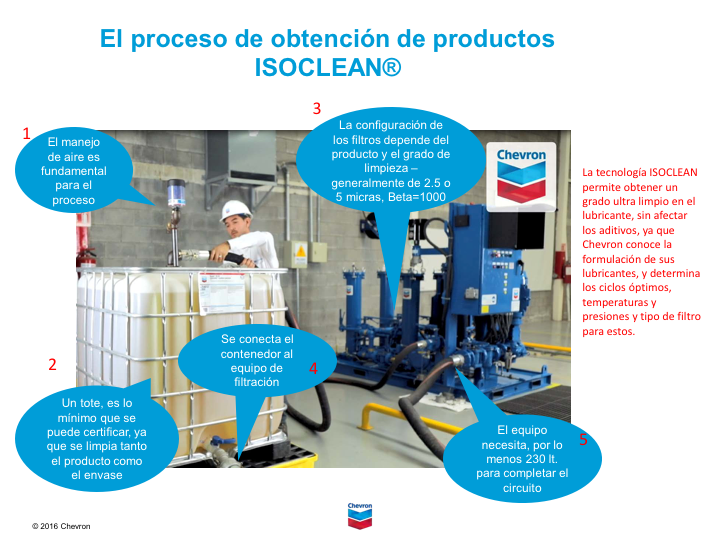 El proceso de obtención de productos
ISOCLEAN®
1
El manejo
de aire es
fundamental
para el
proceso
3
La configuración de
los filtros depende del
producto y el grado de
limpieza –
generalmente de 2.5 o
5 micras, Beta=1000
Chevron
La tecnología ISOCLEAN
permite obtener un
grado ultra limpio en el
lubricante, sin afectar
los aditivos, ya que
Chevron conoce la
formulación de sus
lubricantes, y determina
los ciclos óptimos,
temperaturas y
presiones y tipo de filtro
para estos.
2
Un tote, es lo
mínimo que se
puede certificar, ya
que se limpia tanto
el producto como
el envase
Se conecta el
contenedor al
equipo de
filtración
4
El equipo
necesita, por lo
menos 230 lt.
para completar el
circuito
5
Chevron
© 2016 Chevron